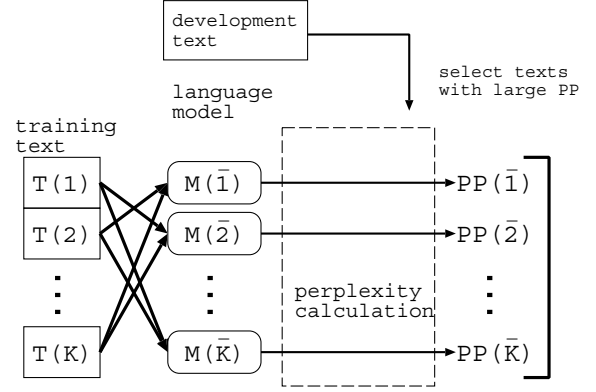 development
text
select texts
with large PP
language
model
training
text
T(1) M(1̄) PP(1̄)
T(2) M(2̄) PP(2̄)
⋮ ⋮ ⋮
perplexity
calculation
T(K) M(K̄) PP(K̄)